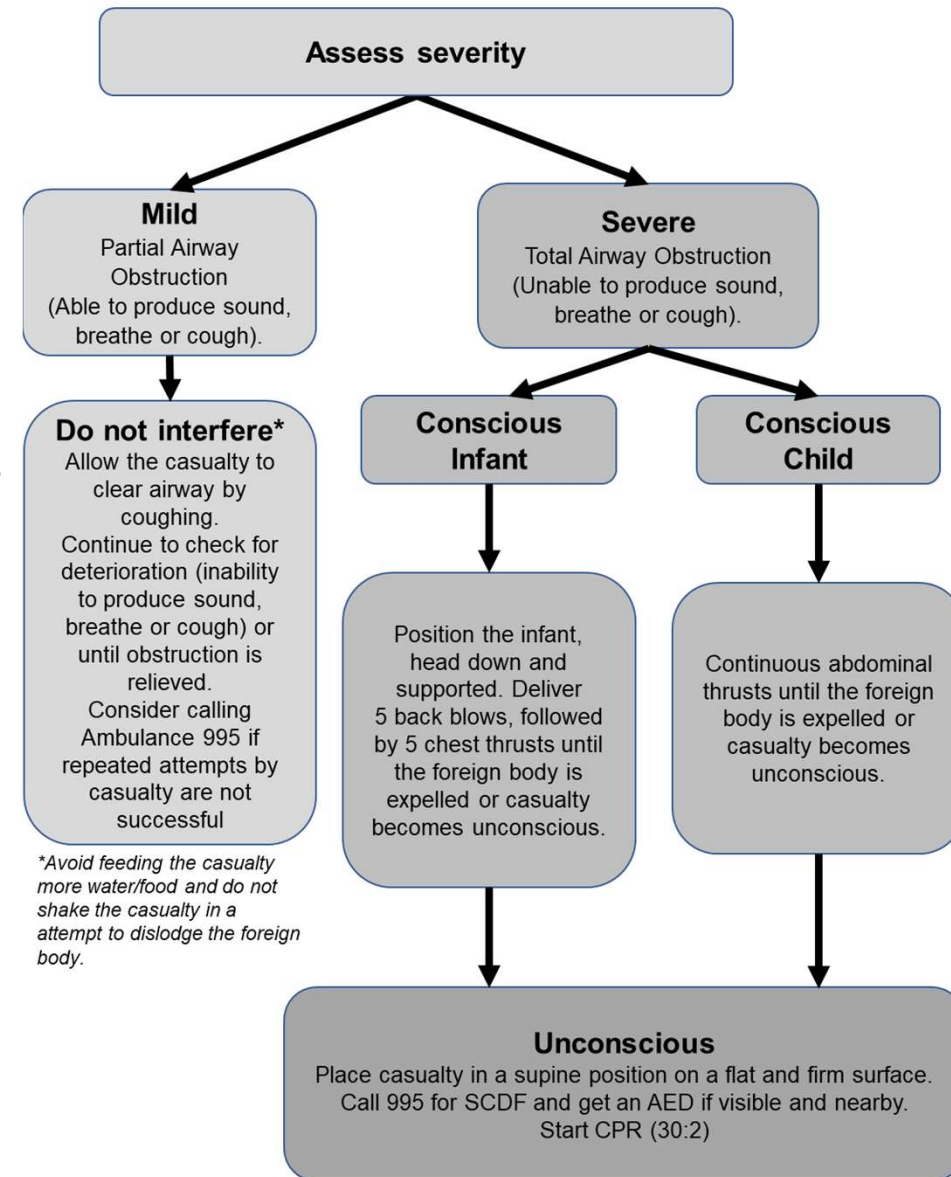 Assess severity
Mild
Partial Airway
Obstruction
(Able to produce sound,
breathe or cough).
Severe
Total Airway Obstruction
(Unable to produce sound,
breathe or cough).
Do not interfere*
Allow the casualty to
clear airway by
coughing.
Continue to check for
deterioration (inability
to produce sound,
breathe or cough) or
until obstruction is
relieved.
Consider calling
Ambulance 995 if
repeated attempts by
casualty are not
successful
*Avoid feeding the casualty
more water/food and do not
shake the casualty in a
attempt to dislodge the foreign
body.
Conscious
Infant
Conscious
Child
Position the infant,
head down and
supported. Deliver
5 back blows, followed
by 5 chest thrusts until
the foreign body is
expelled or casualty
becomes unconscious.
Continuous abdominal
thrusts until the foreign
body is expelled or
casualty becomes
unconscious.
Unconscious
Place casualty in a supine position on a flat and firm surface.
Call 995 for SCDF and get an AED if visible and nearby.
Start CPR (30:2)